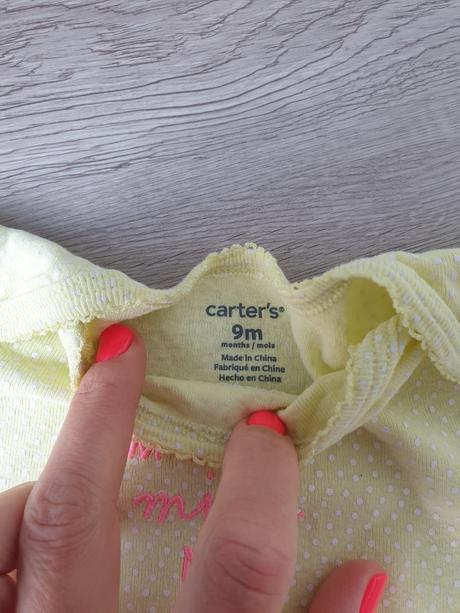 carter's®
9m
months / mois
Made in China
Fabriqué en Chine
Hecho en China